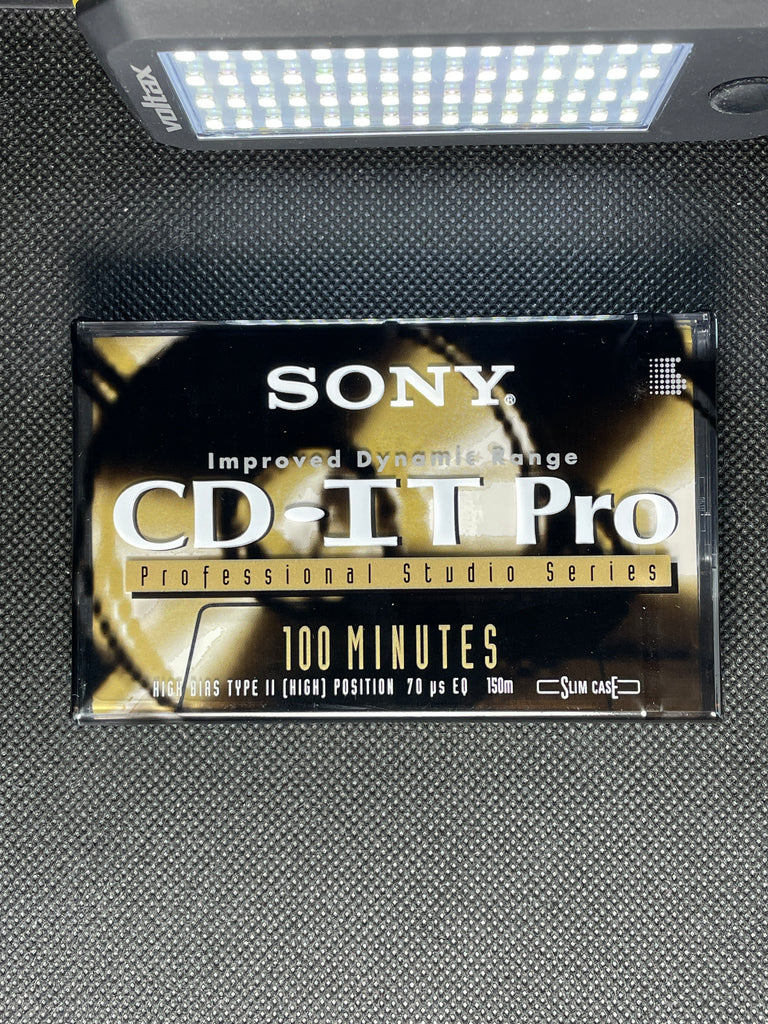 voltax
SONY®
Improved Dynamic Range
CD•IT Pro
Professional Studio Series
100 MINUTES
HIGH BIAS TYPE II (HIGH) POSITION 70 μs EQ 150m SLIM CASE